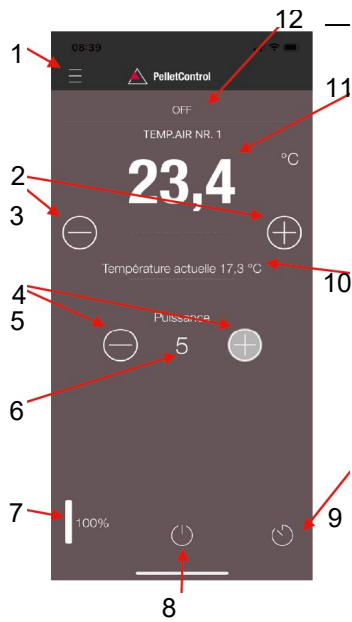 12
1
08:39
PelletControl
OFF
11
TEMP.AIR NR. 1
23,4 °C
2
3
Température actuelle 17,3 °C
10
4
Puissance
5
5
6
7
100%
9
8